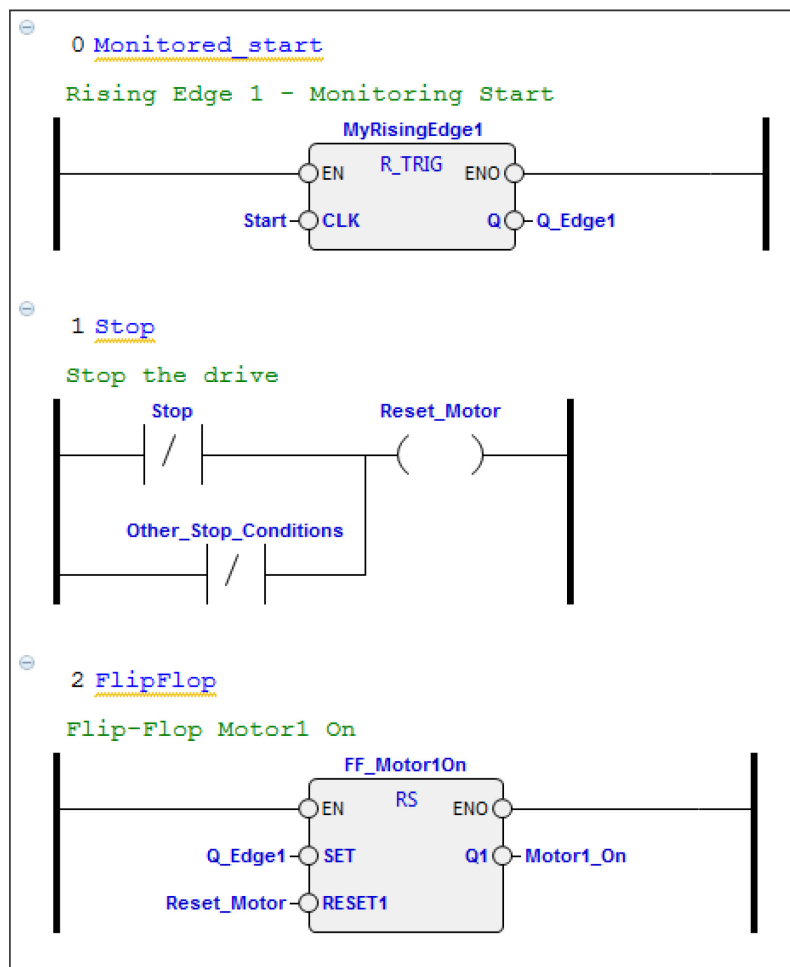 0 Monitored_start
Rising Edge 1 - Monitoring Start
MyRisingEdge1
R_TRIG
EN ENO
Start CLK Q Q_Edge1
1 Stop
Stop the drive
Stop Reset_Motor
/ ( )
Other_Stop_Conditions
/
2 FlipFlop
Flip-Flop Motor1 On
FF_Motor1On
RS
EN ENO
Q_Edge1 SET Q1 Motor1_On
Reset_Motor RESET1